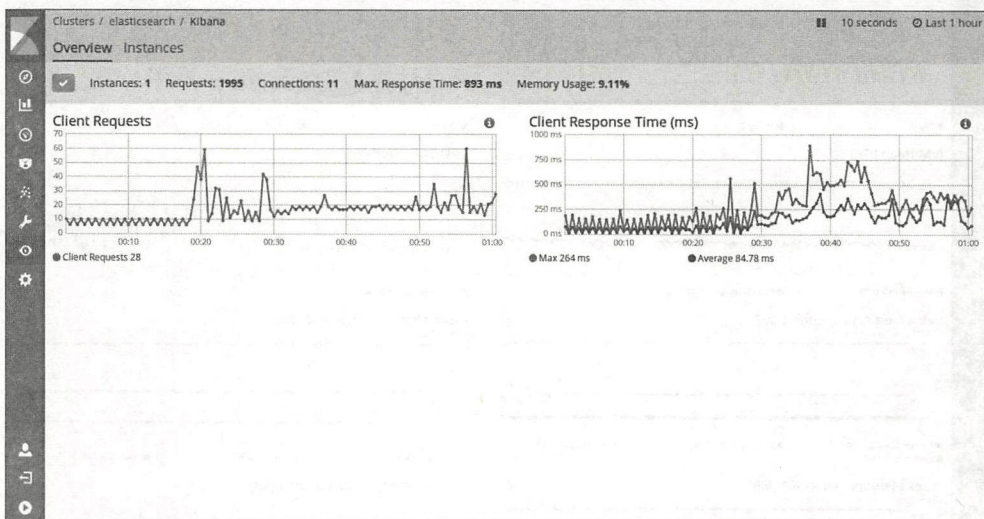 Clusters / elasticsearch / Kibana
10 seconds Last 1 hour
Overview Instances
Instances: 1 Requests: 1995 Connections: 11 Max. Response Time: 893 ms Memory Usage: 9.11%
Client Requests
70
60
50
40
30
20
10
0
00:10 00:20 00:30 00:40 00:50 01:00
Client Requests 28
Client Response Time (ms)
1000 ms
750 ms
500 ms
250 ms
0 ms
00:10 00:20 00:30 00:40 00:50 01:00
Max 264 ms Average 84.78 ms